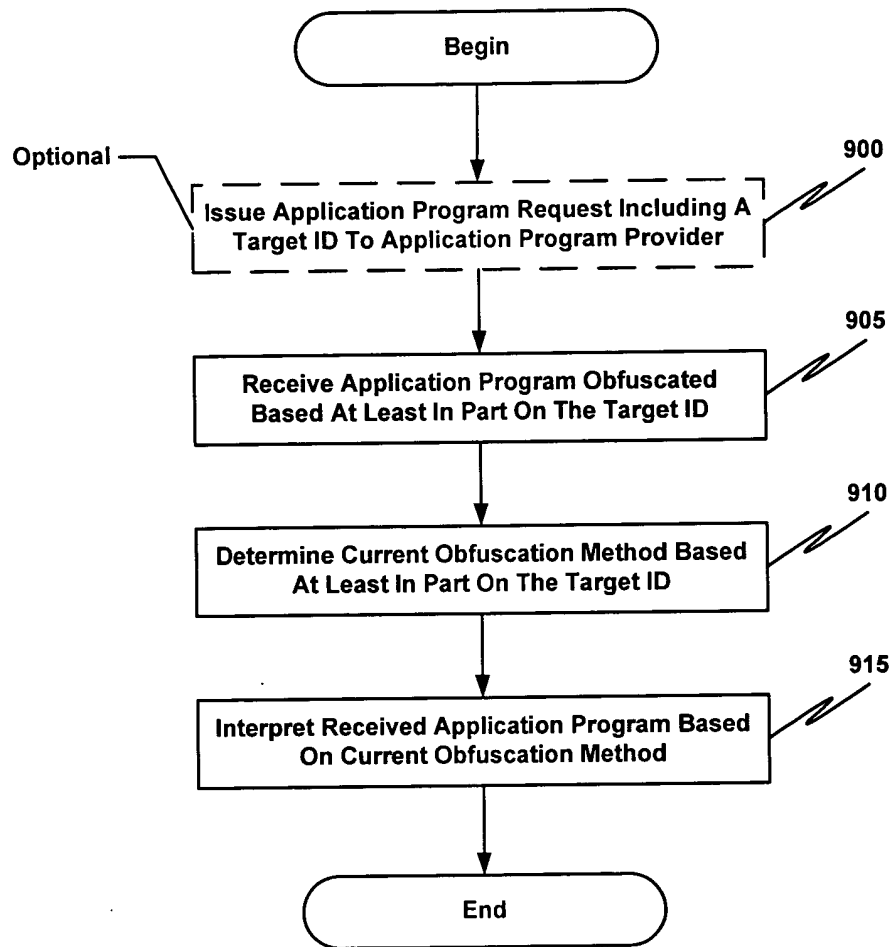 Begin
Optional
900
Issue Application Program Request Including A
Target ID To Application Program Provider
905
Receive Application Program Obfuscated
Based At Least In Part On The Target ID
910
Determine Current Obfuscation Method Based
At Least In Part On The Target ID
915
Interpret Received Application Program Based
On Current Obfuscation Method
End